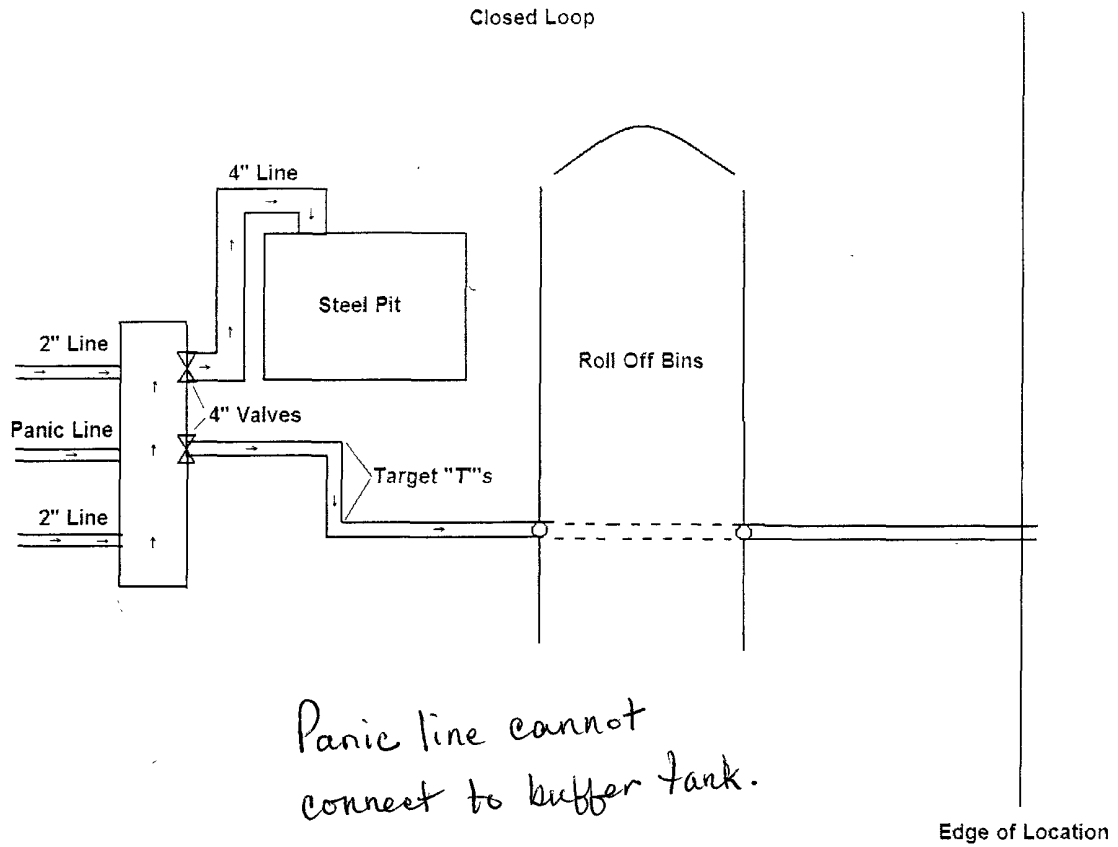 Closed Loop
4" Line
Steel Pit
2" Line
Roll Off Bins
4" Valves
Panic Line
Target "T"s
2" Line
Panic line cannot
connect to buffer tank.
Edge of Location